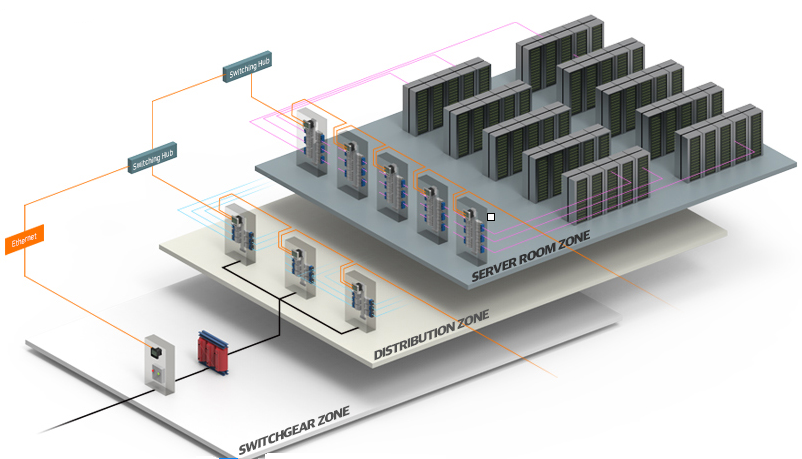 Switching Hub
Switching Hub
Ethernet
SERVER ROOM ZONE
DISTRIBUTION ZONE
SWITCHGEAR ZONE